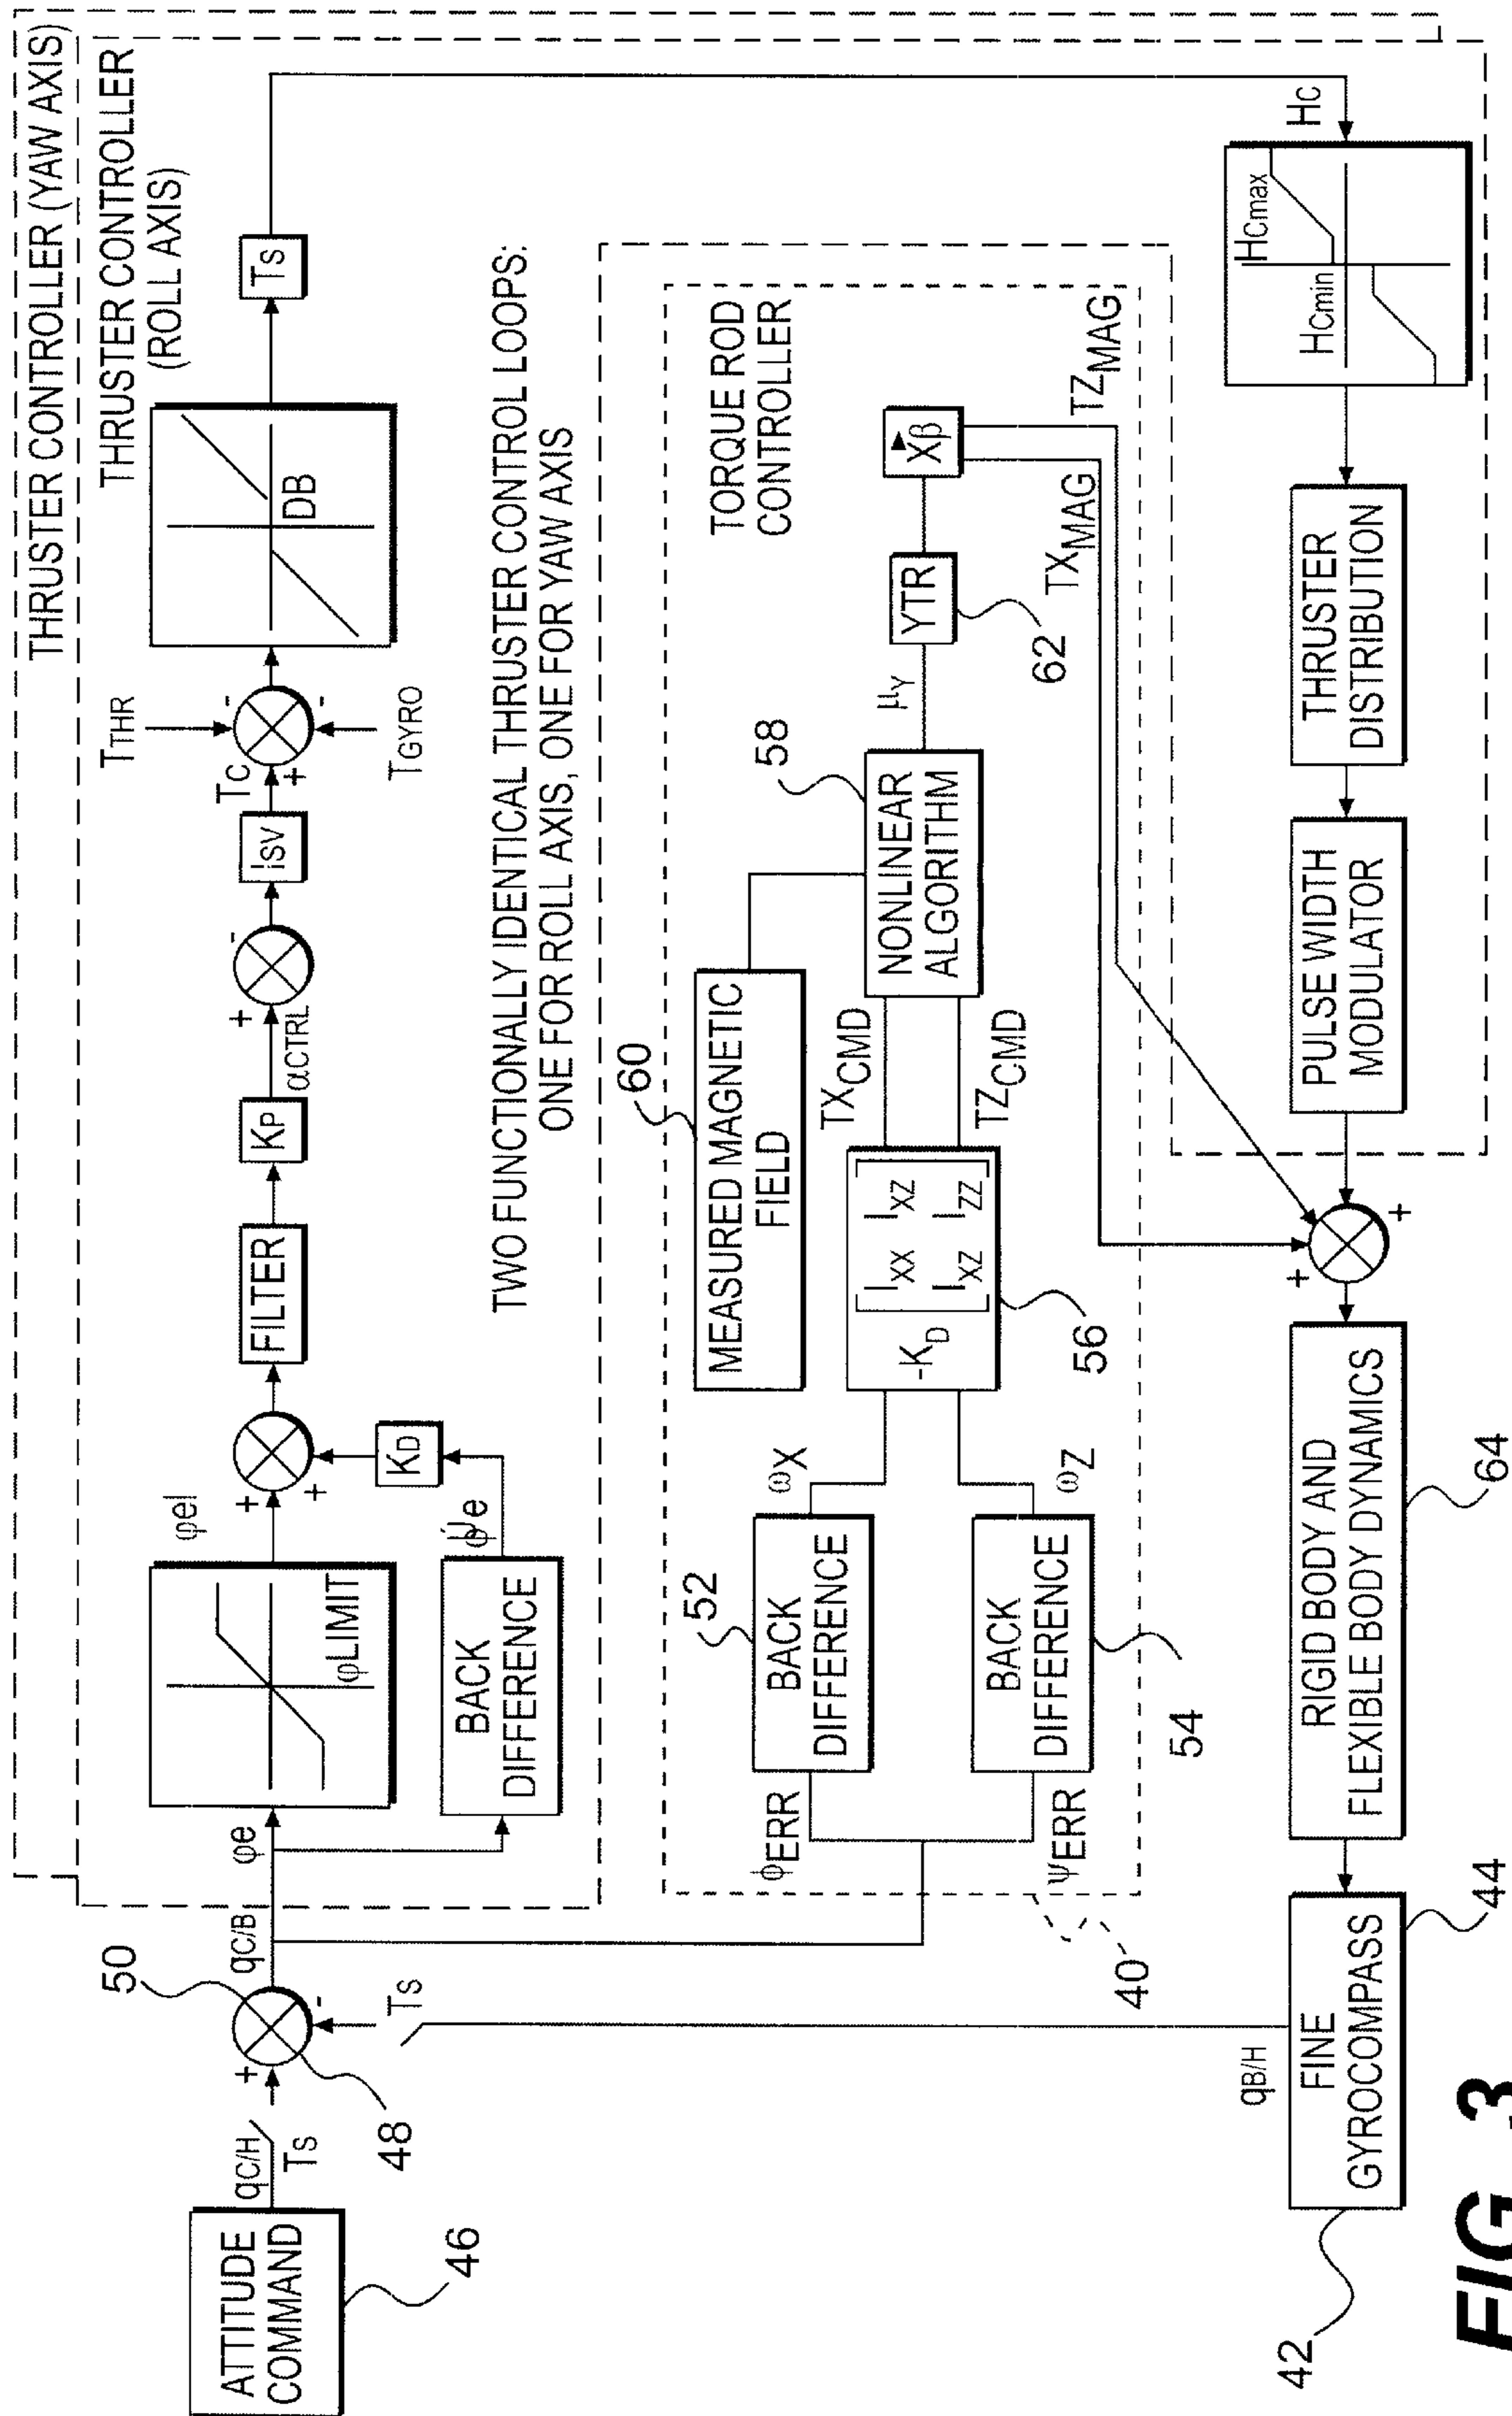 THRUSTER CONTROLLER (YAW AXIS)
THRUSTER CONTROLLER
(ROLL AXIS)
ATTITUDE
COMMAND
46
qC/H
TS
+
-
48
50
TS
qC/B
φe
φLIMIT
φel
BACK
DIFFERENCE
KD
+
+
FILTER
KP
αCTRL
+
-
ISV
TC
+
-
-
TTHR
TGYRO
DB
TS
TWO FUNCTIONALLY IDENTICAL THRUSTER CONTROL LOOPS:
ONE FOR ROLL AXIS, ONE FOR YAW AXIS
TORQUE ROD
CONTROLLER
40
φERR
ψERR
52
BACK
DIFFERENCE
54
BACK
DIFFERENCE
ωX
ωZ
-KD
IXX IXZ
IXZ IZZ
56
60
MEASURED MAGNETIC
FIELD
TXCMD
TZCMD
58
NONLINEAR
ALGORITHM
μY
YTR
62
Xβ
TXMAG
TZMAG
HC
HCmax
HCmin
THRUSTER
DISTRIBUTION
PULSE WIDTH
MODULATOR
+
+
RIGID BODY AND
FLEXIBLE BODY DYNAMICS
64
FINE
GYROCOMPASS
44
42
qB/H
FIG. 3